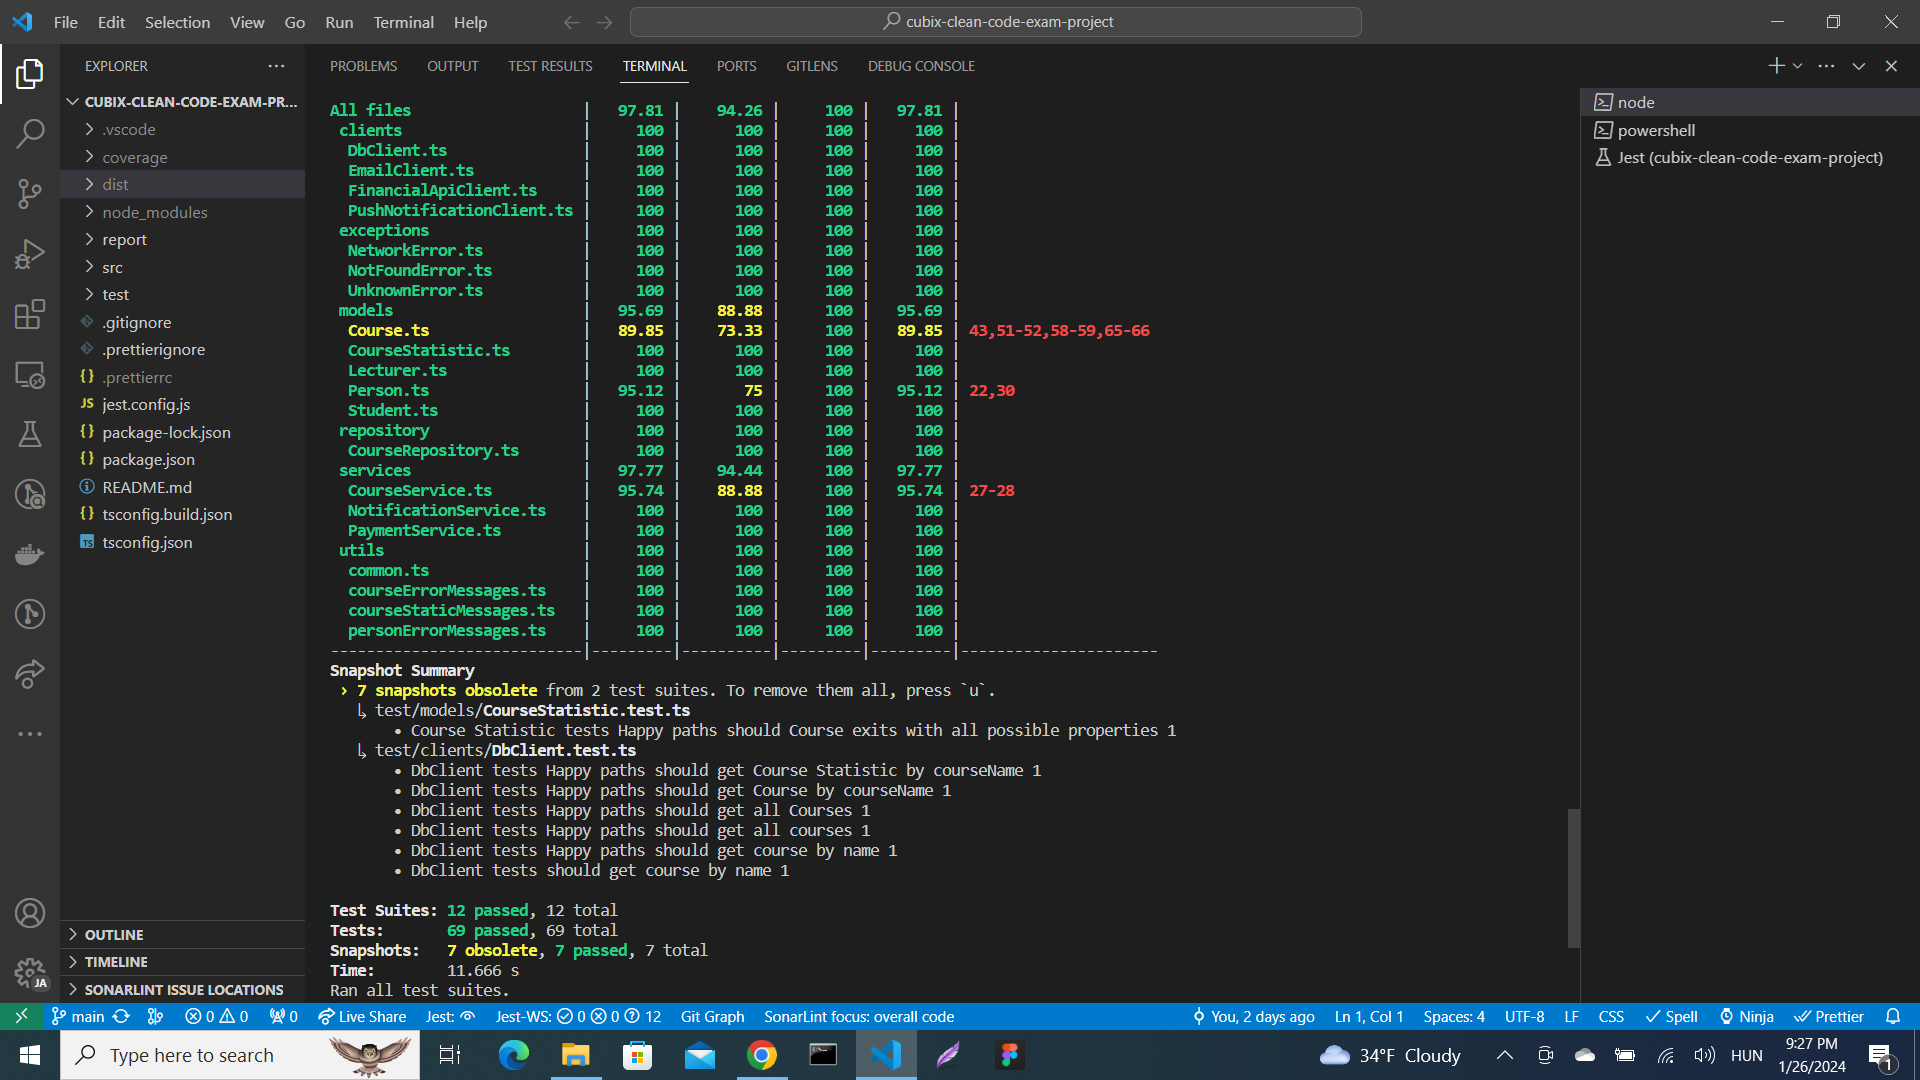 File Edit Selection View Go Run Terminal Help
cubix-clean-code-exam-project
EXPLORER
CUBIX-CLEAN-CODE-EXAM-PR...
.vscode
coverage
dist
node_modules
report
src
test
.gitignore
.prettierignore
.prettierrc
jest.config.js
package-lock.json
package.json
README.md
tsconfig.build.json
tsconfig.json
OUTLINE
TIMELINE
SONARLINT ISSUE LOCATIONS
JA
PROBLEMS OUTPUT TEST RESULTS TERMINAL PORTS GITLENS DEBUG CONSOLE
All files | 97.81 | 94.26 | 100 | 97.81 |
clients | 100 | 100 | 100 | 100 |
DbClient.ts | 100 | 100 | 100 | 100 |
EmailClient.ts | 100 | 100 | 100 | 100 |
FinancialApiClient.ts | 100 | 100 | 100 | 100 |
PushNotificationClient.ts | 100 | 100 | 100 | 100 |
exceptions | 100 | 100 | 100 | 100 |
NetworkError.ts | 100 | 100 | 100 | 100 |
NotFoundError.ts | 100 | 100 | 100 | 100 |
UnknownError.ts | 100 | 100 | 100 | 100 |
models | 95.69 | 88.88 | 100 | 95.69 |
Course.ts | 89.85 | 73.33 | 100 | 89.85 | 43,51-52,58-59,65-66
CourseStatistic.ts | 100 | 100 | 100 | 100 |
Lecturer.ts | 100 | 100 | 100 | 100 |
Person.ts | 95.12 | 75 | 100 | 95.12 | 22,30
Student.ts | 100 | 100 | 100 | 100 |
repository | 100 | 100 | 100 | 100 |
CourseRepository.ts | 100 | 100 | 100 | 100 |
services | 97.77 | 94.44 | 100 | 97.77 |
CourseService.ts | 95.74 | 88.88 | 100 | 95.74 | 27-28
NotificationService.ts | 100 | 100 | 100 | 100 |
PaymentService.ts | 100 | 100 | 100 | 100 |
utils | 100 | 100 | 100 | 100 |
common.ts | 100 | 100 | 100 | 100 |
courseErrorMessages.ts | 100 | 100 | 100 | 100 |
courseStaticMessages.ts | 100 | 100 | 100 | 100 |
personErrorMessages.ts | 100 | 100 | 100 | 100 |
----------------------------|---------|----------|---------|---------|----------------------
Snapshot Summary
› 7 snapshots obsolete from 2 test suites. To remove them all, press `u`.
↳ test/models/CourseStatistic.test.ts
• Course Statistic tests Happy paths should Course exits with all possible properties 1
↳ test/clients/DbClient.test.ts
• DbClient tests Happy paths should get Course Statistic by courseName 1
• DbClient tests Happy paths should get Course by courseName 1
• DbClient tests Happy paths should get all Courses 1
• DbClient tests Happy paths should get all courses 1
• DbClient tests Happy paths should get course by name 1
• DbClient tests should get course by name 1
Test Suites: 12 passed, 12 total
Tests: 69 passed, 69 total
Snapshots: 7 obsolete, 7 passed, 7 total
Time: 11.666 s
Ran all test suites.
node
powershell
Jest (cubix-clean-code-exam-project)
main 0 0 0 Live Share Jest: Jest-WS: 0 0 12 Git Graph SonarLint focus: overall code You, 2 days ago Ln 1, Col 1 Spaces: 4 UTF-8 LF CSS Spell Ninja Prettier
Type here to search
34°F Cloudy
HUN
9:27 PM
1/26/2024
1